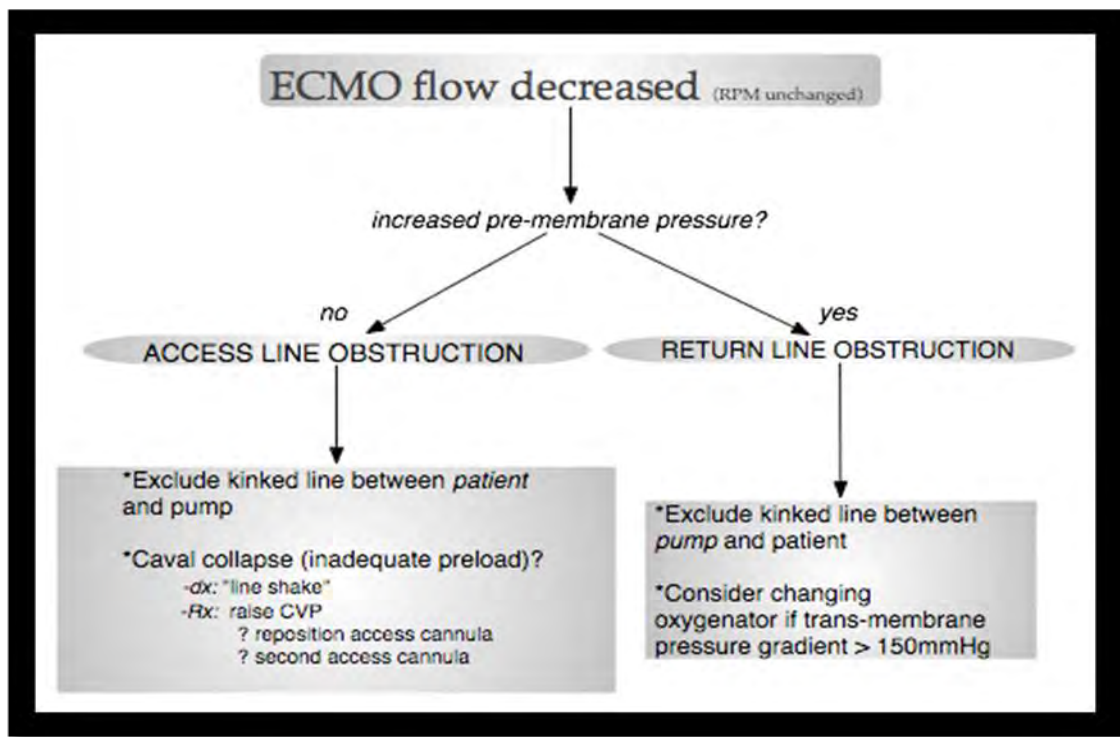 ECMO flow decreased (RPM unchanged)
increased pre-membrane pressure?
no
yes
ACCESS LINE OBSTRUCTION
RETURN LINE OBSTRUCTION
*Exclude kinked line between patient
and pump
*Caval collapse (inadequate preload)?
-dx: "line shake"
-Rx: raise CVP
? reposition access cannula
? second access cannula
*Exclude kinked line between
pump and patient
*Consider changing
oxygenator if trans-membrane
pressure gradient > 150mmHg